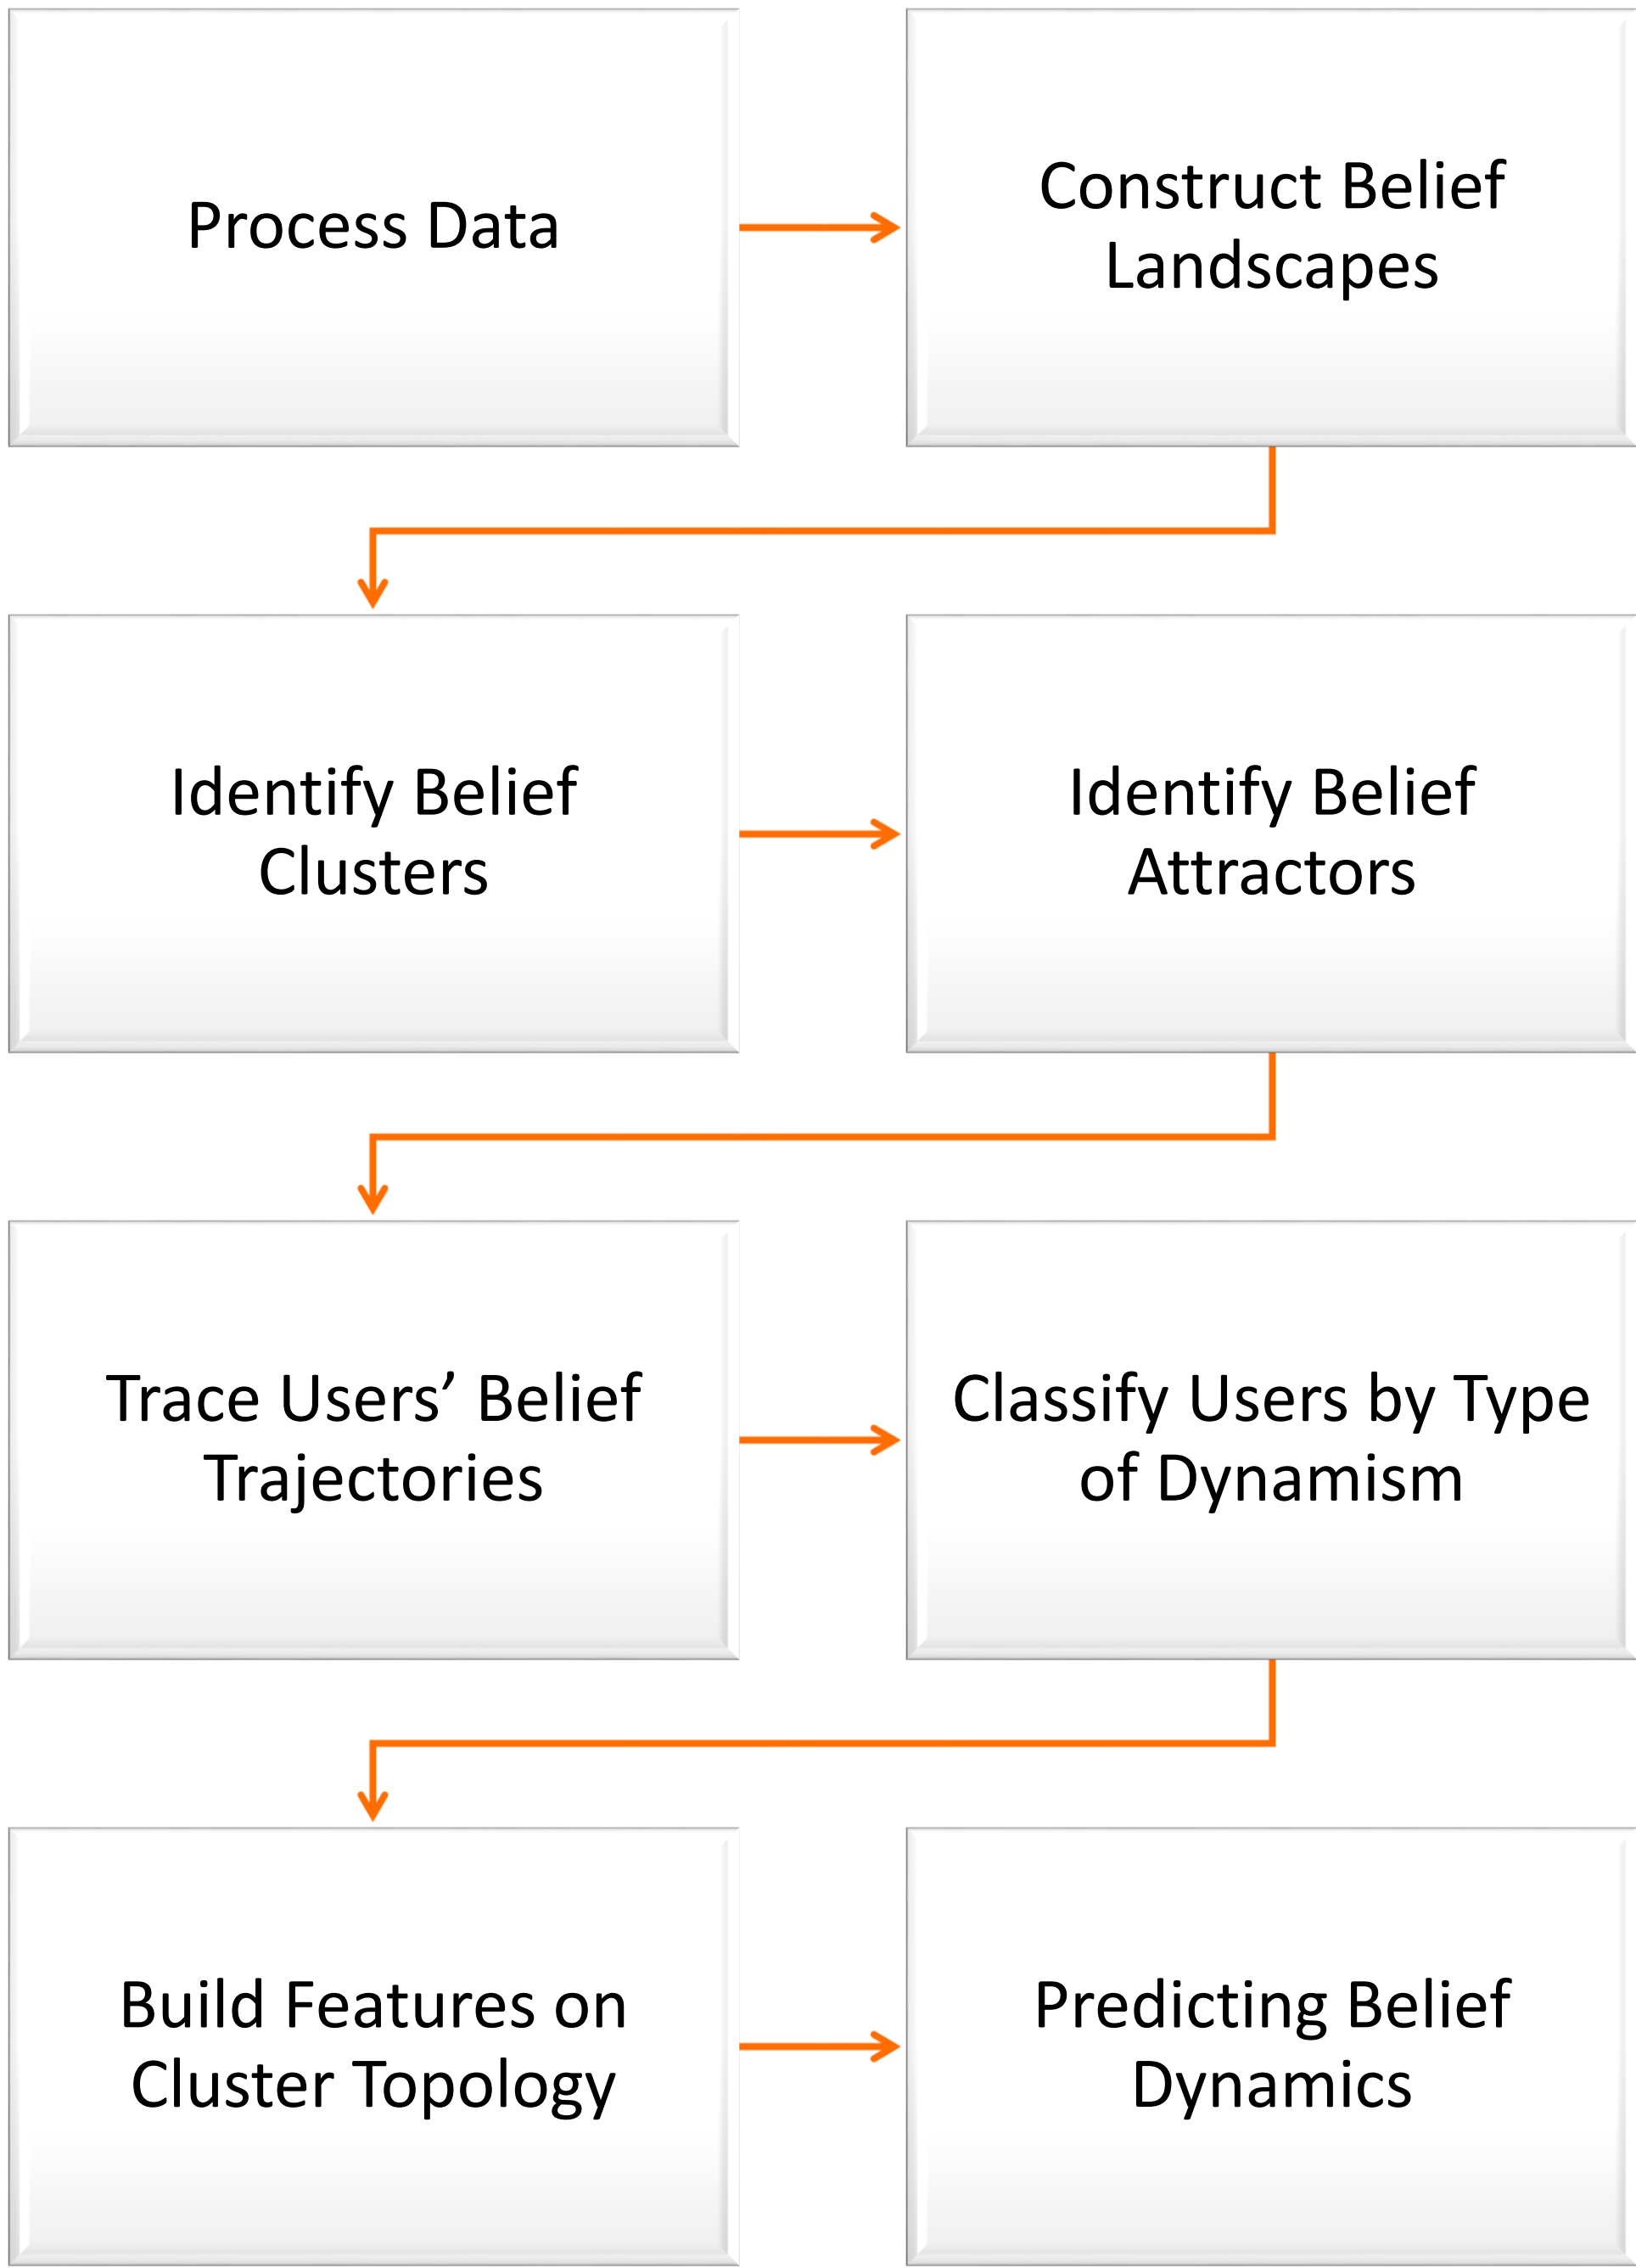 Process Data
Construct Belief
Landscapes
Identify Belief
Clusters
Identify Belief
Attractors
Trace Users’ Belief
Trajectories
Classify Users by Type
of Dynamism
Build Features on
Cluster Topology
Predicting Belief
Dynamics